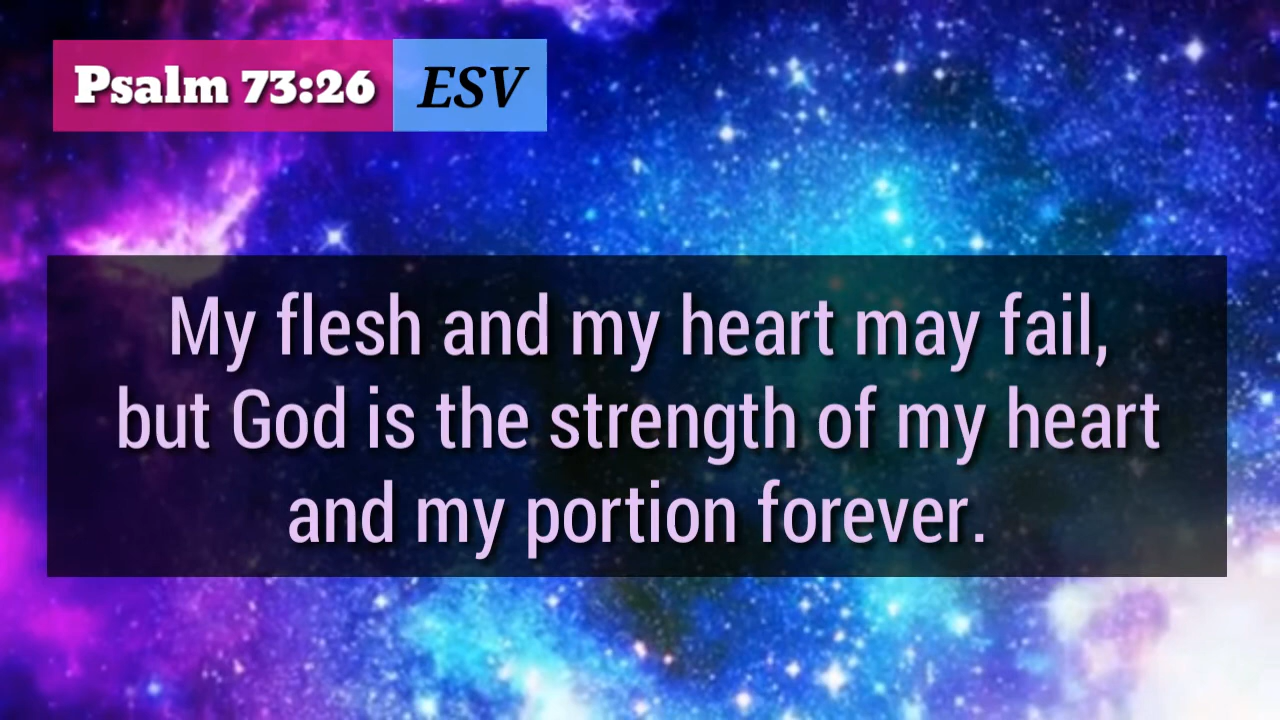 Psalm 73:26 ESV
My flesh and my heart may fail,
but God is the strength of my heart
and my portion forever.